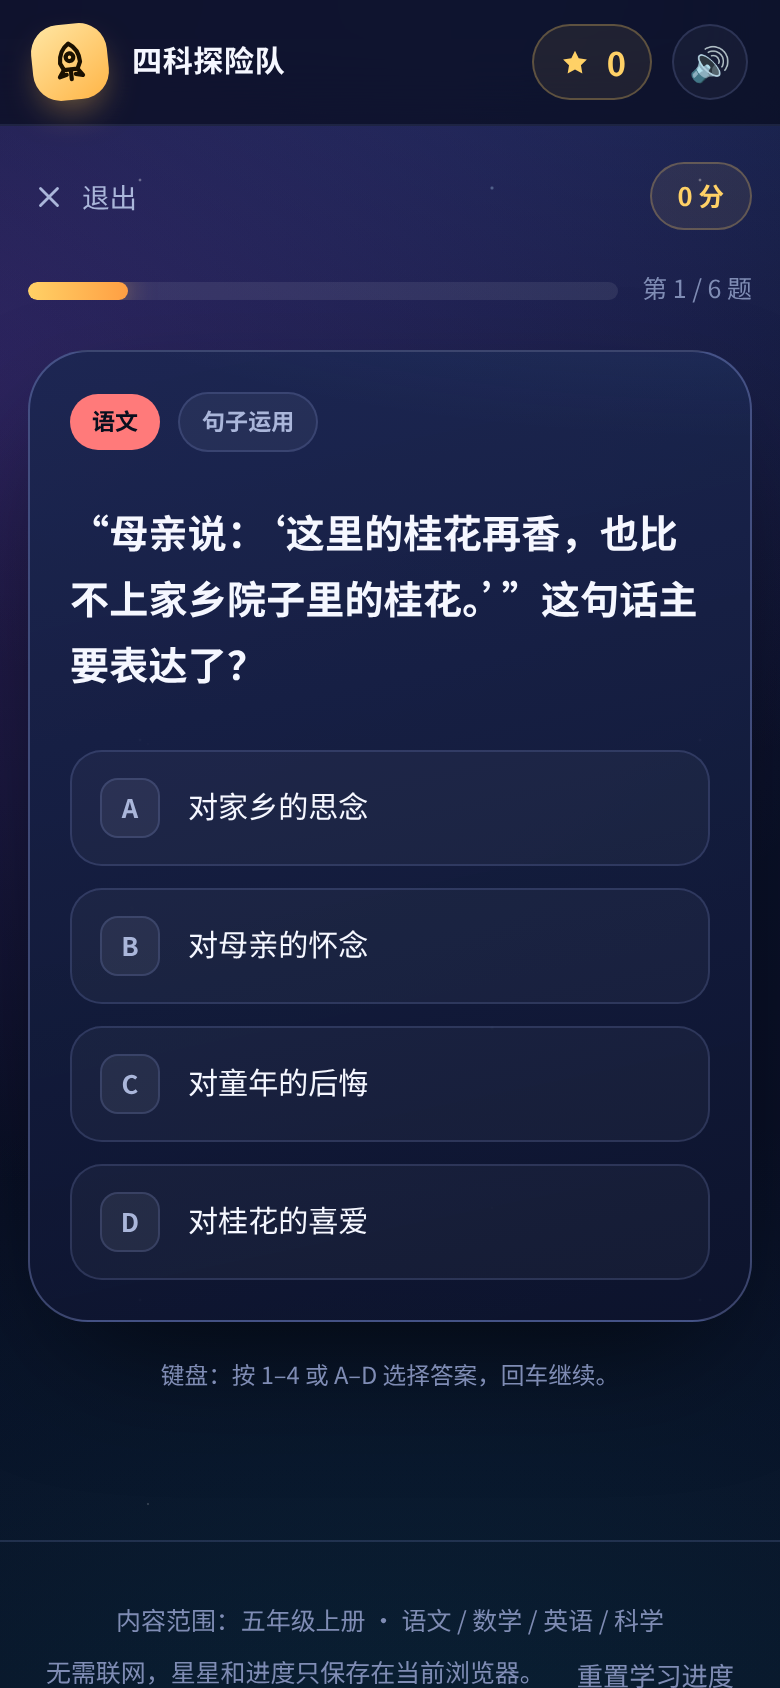 四科探险队
0
退出
0 分
第 1 / 6 题
语文
句子运用
“母亲说：‘这里的桂花再香，也比
不上家乡院子里的桂花。’”这句话主
要表达了？
A 对家乡的思念
B 对母亲的怀念
C 对童年的后悔
D 对桂花的喜爱
键盘：按 1–4 或 A–D 选择答案，回车继续。
内容范围：五年级上册 · 语文 / 数学 / 英语 / 科学
无需联网，星星和进度只保存在当前浏览器。 重置学习进度